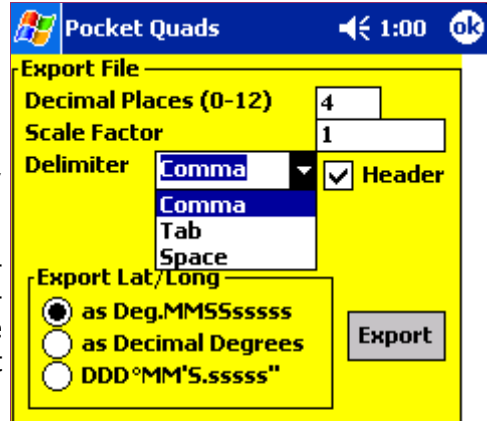 Pocket Quads 1:00 ok
Export File
Decimal Places (0-12) 4
Scale Factor 1
Delimiter Comma Header
Comma
Tab
Space
Export Lat/Long
as Deg.MMSSsssss
as Decimal Degrees
DDD°MM'S.sssss"
Export